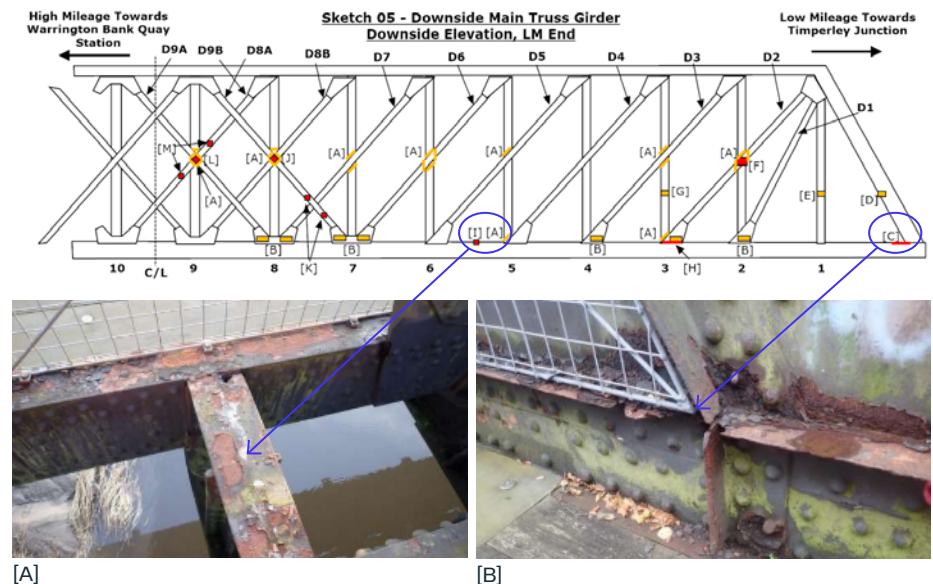 Sketch 05 - Downside Main Truss Girder
Downside Elevation, LM End
High Mileage Towards
Warrington Bank Quay
Station
Low Mileage Towards
Timperley Junction
D9A D9B D8A D8B D7 D6 D5 D4 D3 D2 D1
[M] [L] [A] [A] [J] [A] [A] [A] [A] [A] [F]
[K] [G] [E] [D]
[B] [B] [I] [A] [B] [A] [H] [B] [C]
10 C/L 9 8 7 6 5 4 3 2 1
[A]
[B]